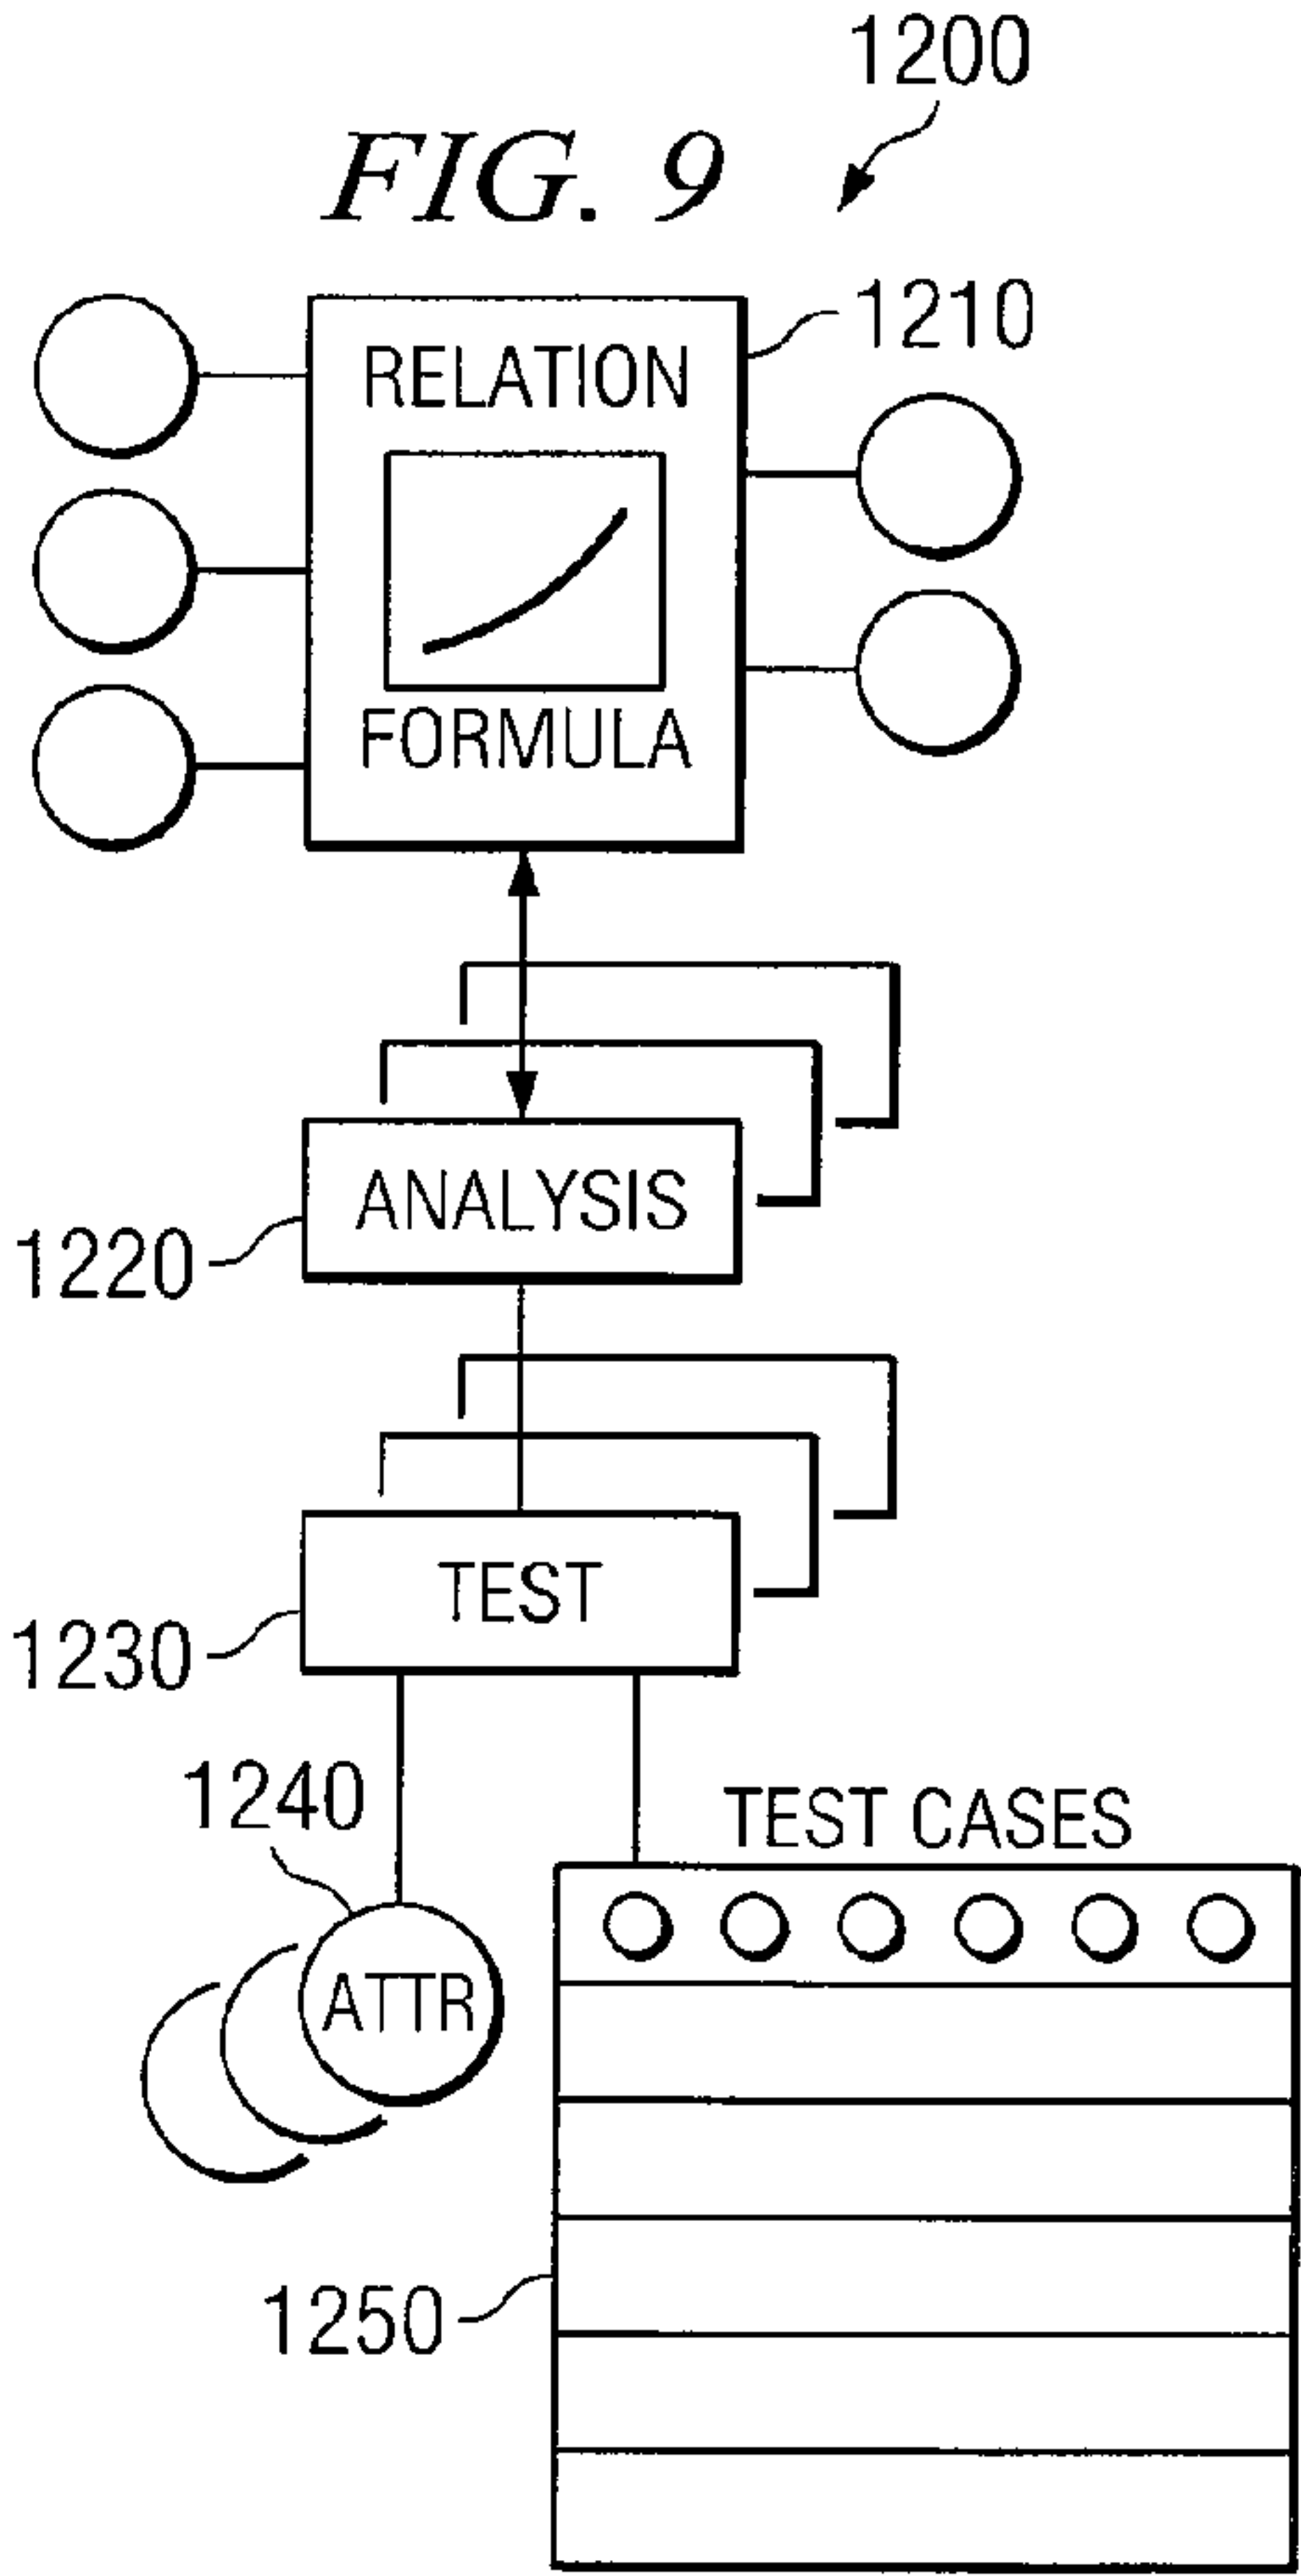 1200
FIG. 9
1210
RELATION
FORMULA
ANALYSIS
1220
TEST
1230
1240
TEST CASES
ATTR
1250